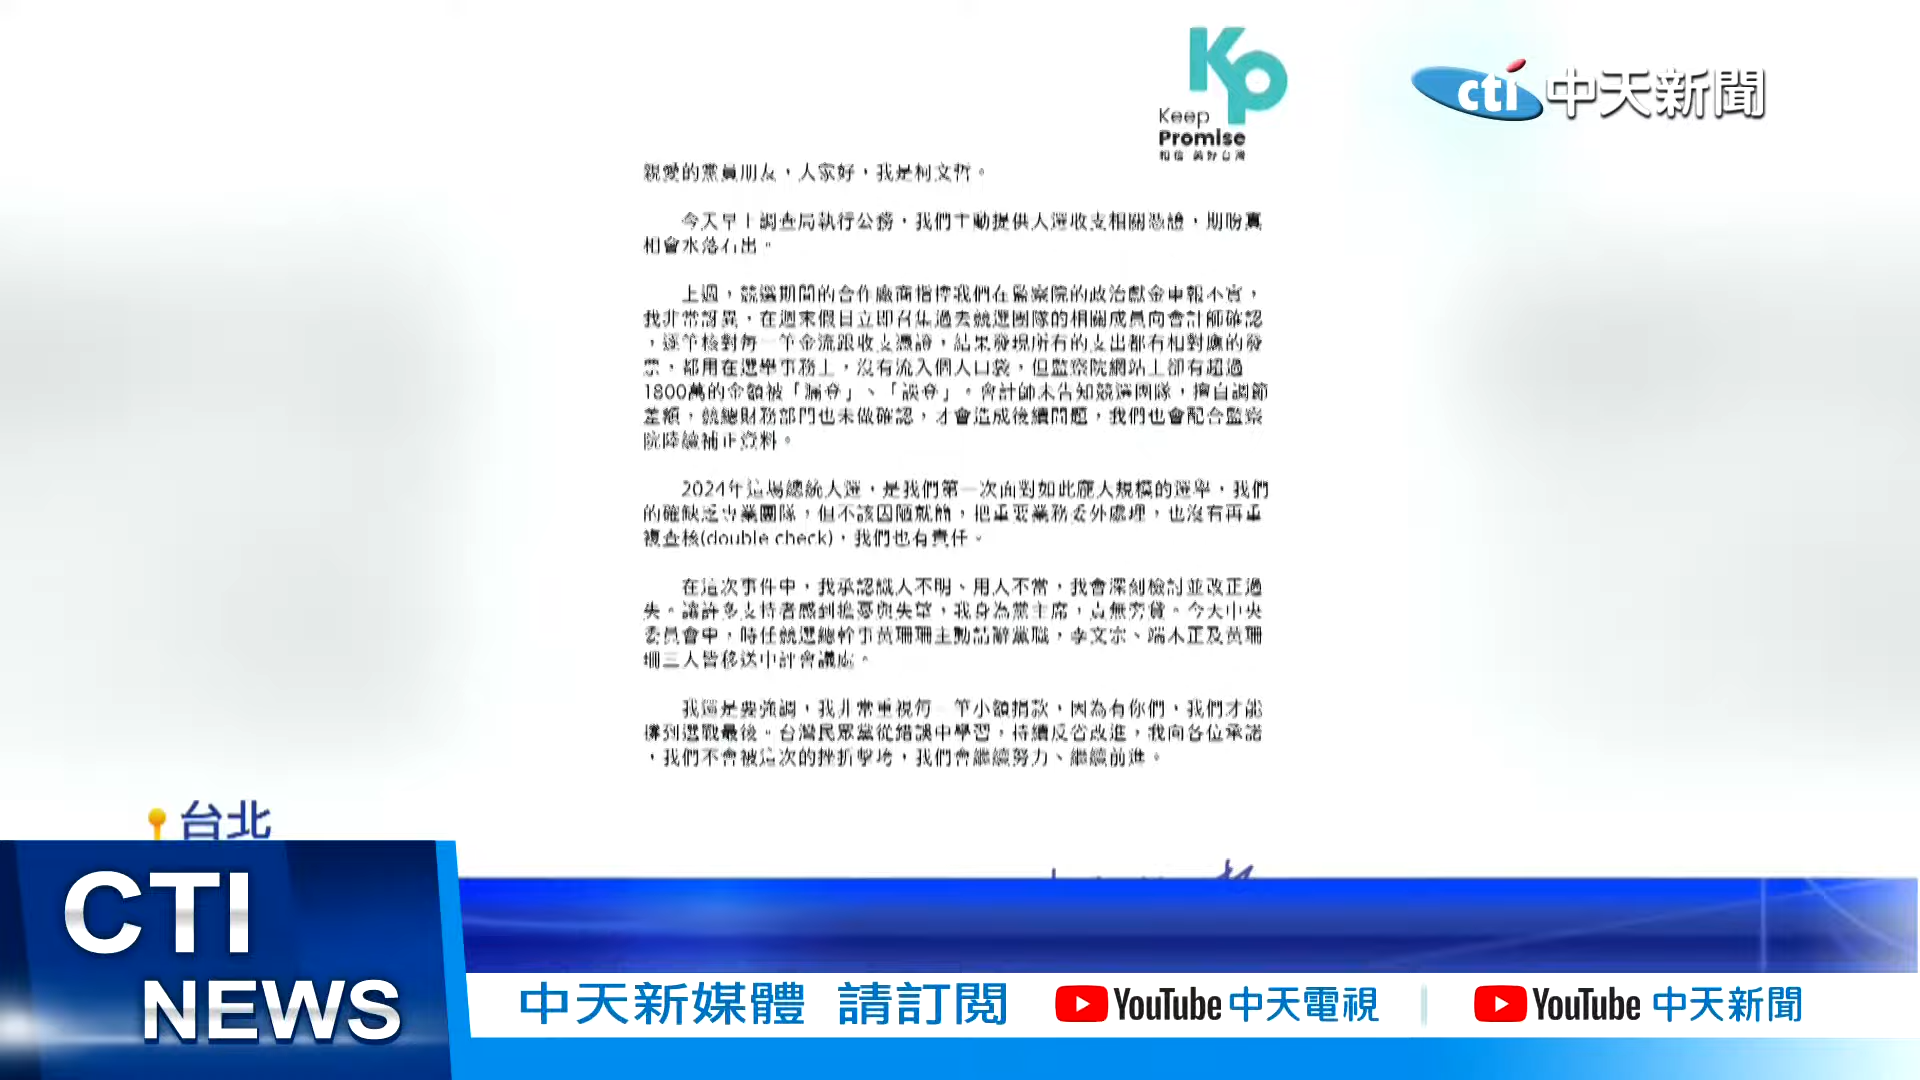 KP
Keep
Promise
相信 美好台灣
cti 中天新聞
親愛的黨員朋友，大家好，我是柯文哲。
今天早上調查局執行公務，我們主動提供大選收支相關憑證，期盼真
相會水落石出。
上週，競選期間的合作廠商指控我們在監察院的政治獻金申報不實，
我非常訝異，在週末假日立即召集過去競選團隊的相關成員向會計師確認
，逐筆核對每一筆金流跟收支憑證，結果發現所有的支出都有相對應的發
票，都用在選舉事務上，沒有流入個人口袋，但監察院網站上卻有超過
1800萬的金額被「漏登」、「誤登」。會計師未告知競選團隊，擅自調節
差額，競總財務部門也未做確認，才會造成後續問題，我們也會配合監察
院陸續補正資料。
2024年這場總統大選，是我們第一次面對如此龐大規模的選舉，我們
的確缺乏專業團隊，但不該因陋就簡，把重要業務委外處理，也沒有再重
複查核(double check)，我們也有責任。
在這次事件中，我承認識人不明、用人不當，我會深刻檢討並改正過
失。讓許多支持者感到擔憂與失望，我身為黨主席，責無旁貸。今天中央
委員會中，時任競選總幹事黃珊珊主動請辭黨職，李文宗、端木正及黃珊
珊三人皆移送中評會議處。
我還是要強調，我非常重視每一筆小額捐款，因為有你們，我們才能
撐到選戰最後。台灣民眾黨從錯誤中學習，持續反省改進，我向各位承諾
，我們不會被這次的挫折擊垮，我們會繼續努力、繼續前進。
台北
CTI
NEWS
中天新媒體 請訂閱 YouTube 中天電視 YouTube 中天新聞